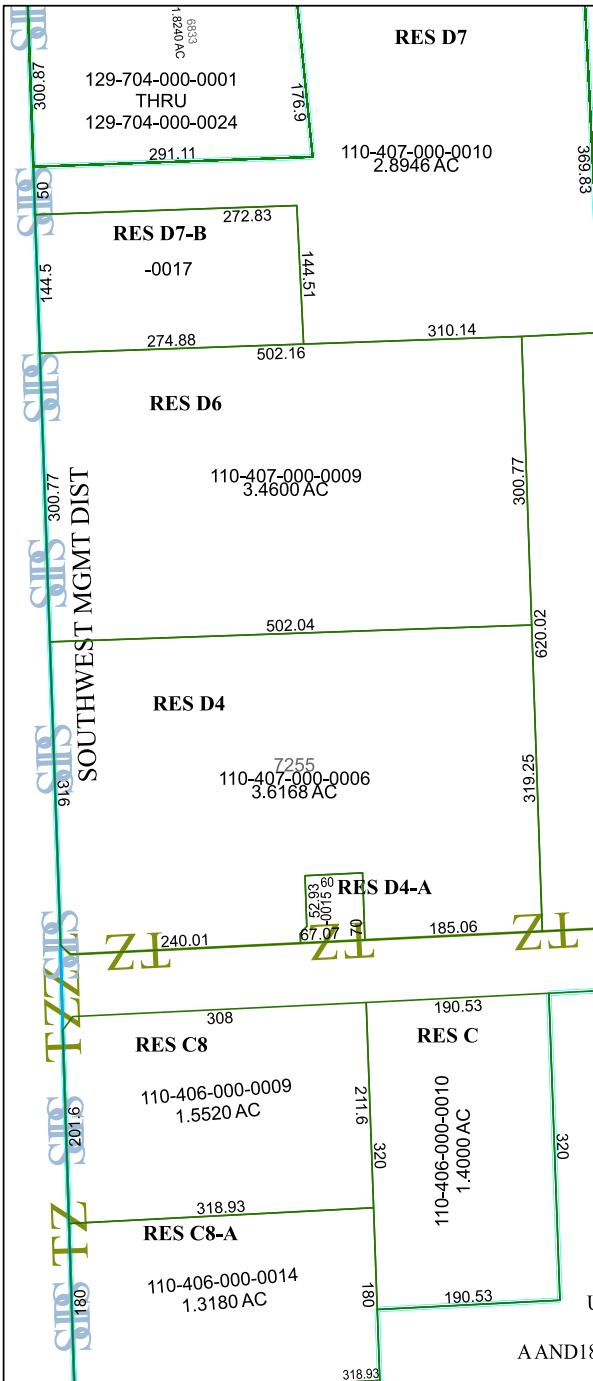 6833
1.8240 AC
RES D7
300.87
129-704-000-0001
THRU
129-704-000-0024
176.9
291.11
110-407-000-0010
2.8946 AC
369.83
50
272.83
RES D7-B
-0017
144.5
144.51
274.88
502.16
310.14
RES D6
110-407-000-0009
3.4600 AC
300.77
300.77
SOUTHWEST MGMT DIST
502.04
620.02
RES D4
7255
110-407-000-0006
3.6168 AC
319.25
913
52.93
-0015
60
RES D4-A
70
67.07
240.01
185.06
TZ
TZ
TZ
308
190.53
RES C8
RES C
110-406-000-0009
1.5520 AC
211.6
320
110-406-000-0010
1.4000 AC
320
201.6
318.93
TZ
RES C8-A
110-406-000-0014
1.3180 AC
180
180
190.53
A AND18
318.93